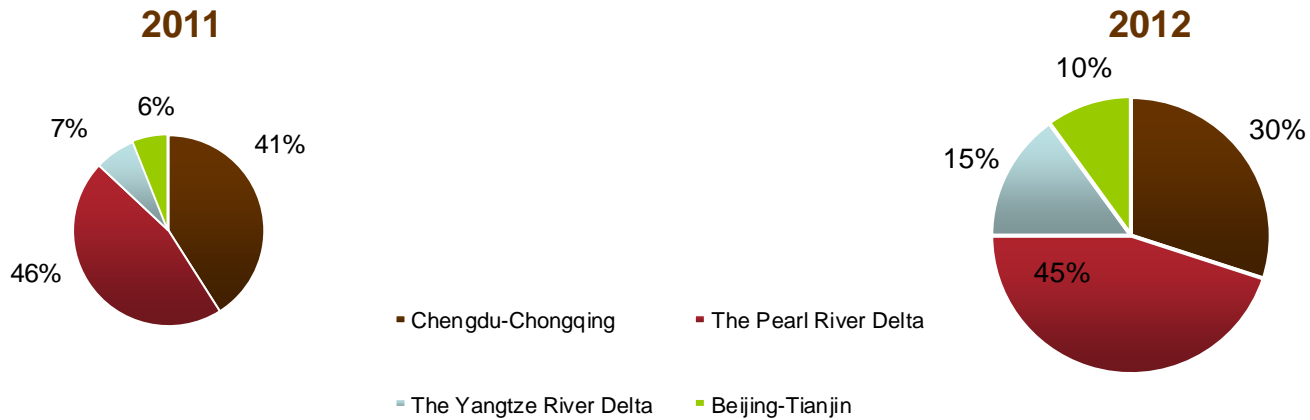 2011
6%
7%
41%
46%
2012
10%
30%
15%
45%
Chengdu-Chongqing
The Pearl River Delta
The Yangtze River Delta
Beijing-Tianjin